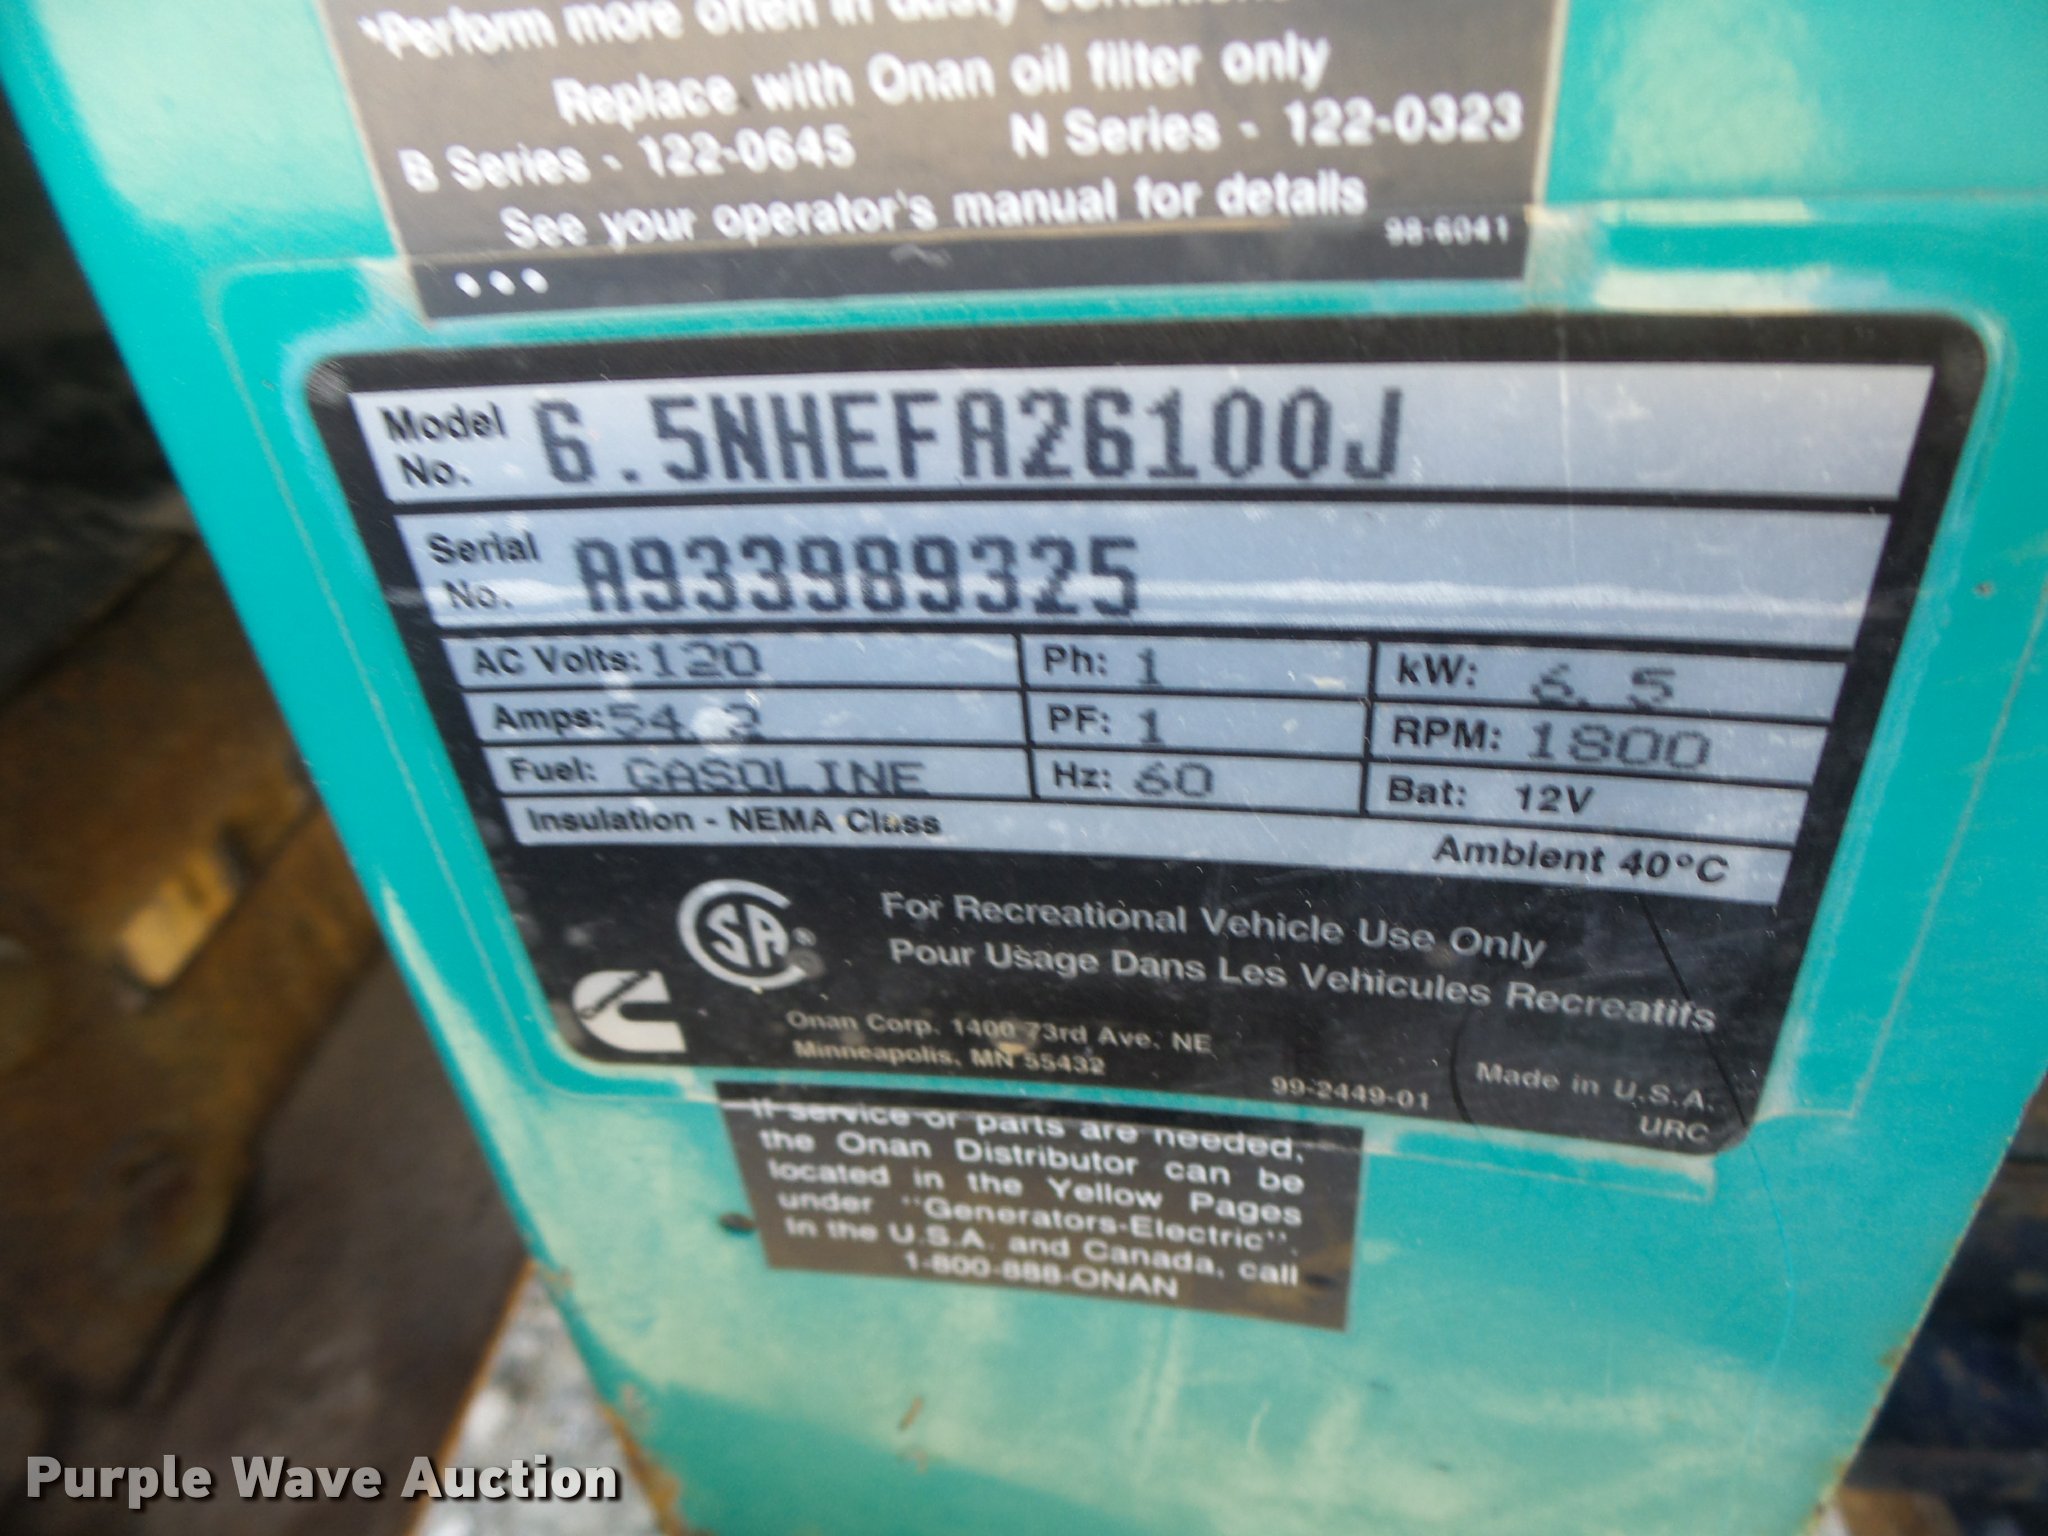 *Perform more often in dusty conditions
Replace with Onan oil filter only
B Series - 122-0645 N Series - 122-0323
See your operator's manual for details
98-6041
Model No. 6.5NHEFA26100J
Serial No. A933989325
AC Volts: 120 Ph: 1 kW: 6.5
Amps: 54.2 PF: 1 RPM: 1800
Fuel: GASOLINE Hz: 60 Bat: 12V
Insulation - NEMA Class
Ambient 40°C
CSA®
For Recreational Vehicle Use Only
Pour Usage Dans Les Vehicules Recreatifs
Onan Corp. 1400 73rd Ave. NE
Minneapolis, MN 55432
99-2449-01
Made in U.S.A.
URC
If service or parts are needed,
the Onan Distributor can be
located in the Yellow Pages
under "Generators-Electric".
In the U.S.A. and Canada, call
1-800-888-ONAN
Purple Wave Auction